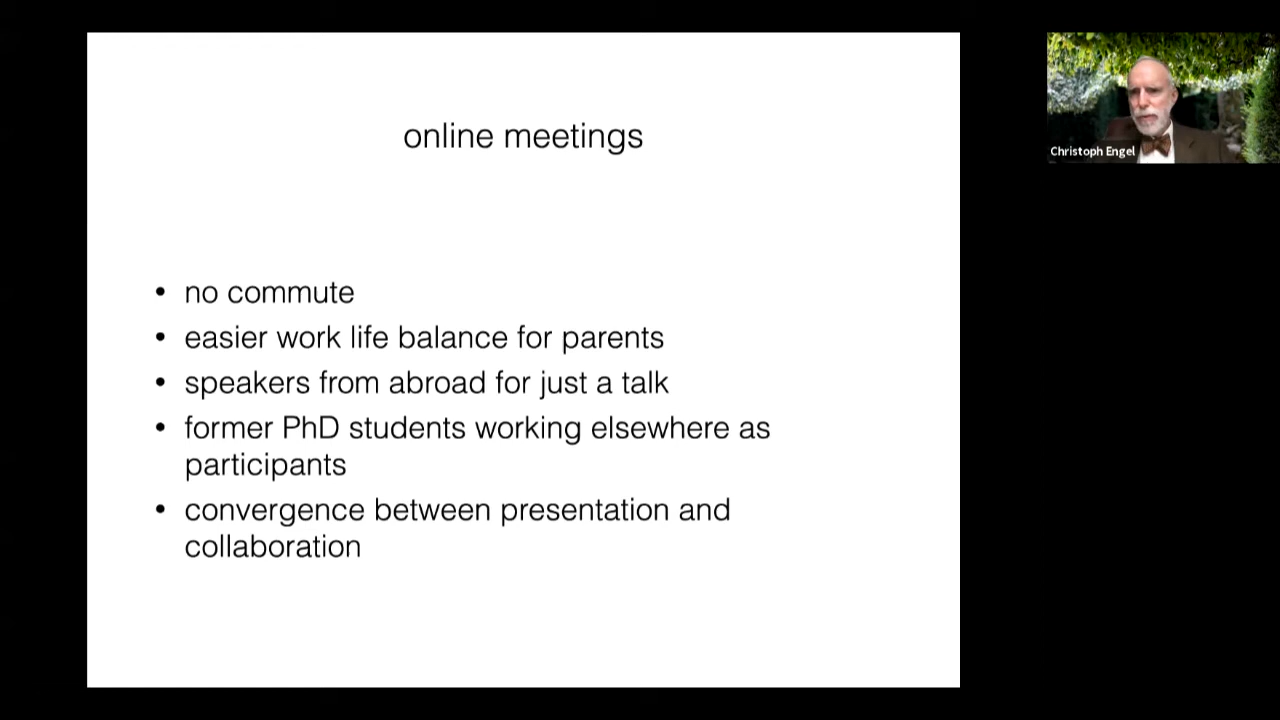 online meetings
• no commute
• easier work life balance for parents
• speakers from abroad for just a talk
• former PhD students working elsewhere as
participants
• convergence between presentation and
collaboration
Christoph Engel